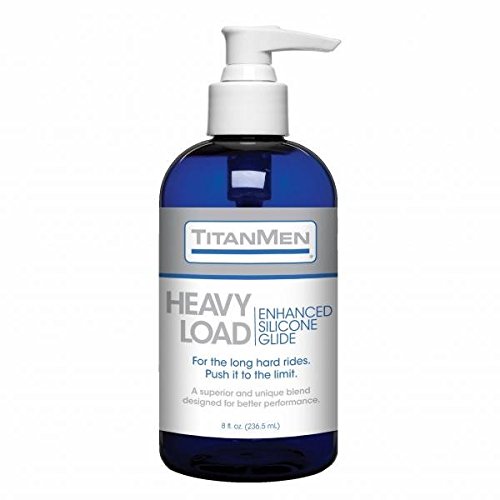 TITANMEN®
HEAVY
LOAD
ENHANCED
SILICONE
GLIDE
For the long hard rides.
Push it to the limit.
A superior and unique blend
designed for better performance.
8 fl. oz. (236.5 mL)